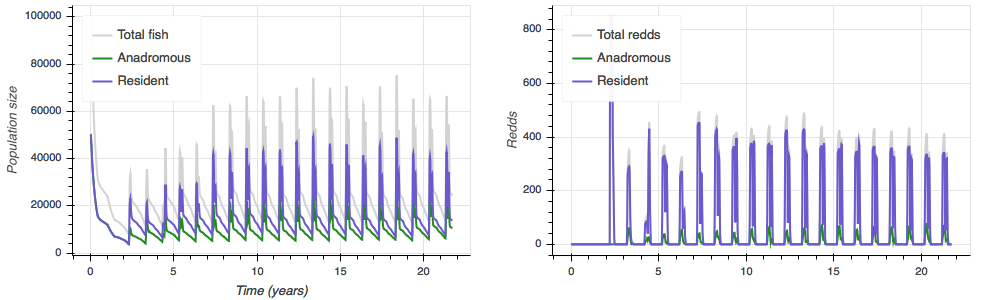 100000
80000
60000
40000
20000
0
Population size
Total fish
Anadromous
Resident
0
5
10
15
20
Time (years)
800
600
400
200
0
Redds
Total redds
Anadromous
Resident
0
5
10
15
20